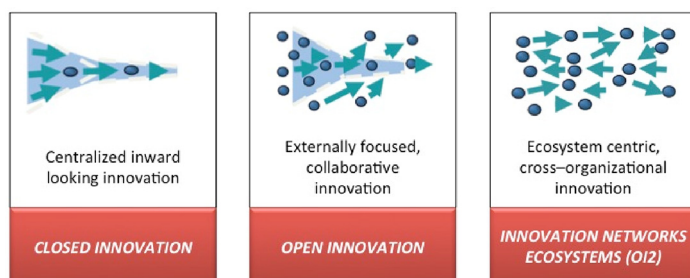 Centralized inward
looking innovation
CLOSED INNOVATION
Externally focused,
collaborative
innovation
OPEN INNOVATION
Ecosystem centric,
cross–organizational
innovation
INNOVATION NETWORKS
ECOSYSTEMS (OI2)